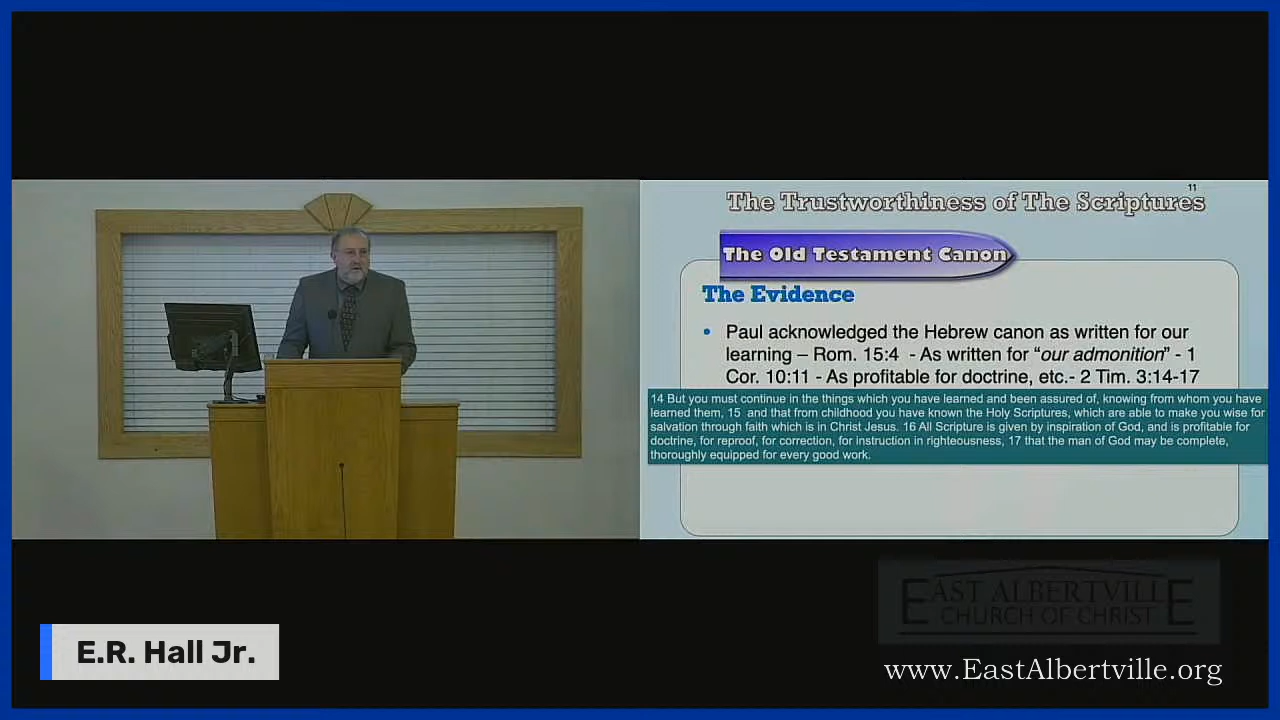 11
The Trustworthiness of The Scriptures
The Old Testament Canon
The Evidence
• Paul acknowledged the Hebrew canon as written for our
learning – Rom. 15:4 - As written for “our admonition” - 1
Cor. 10:11 - As profitable for doctrine, etc.- 2 Tim. 3:14-17
14 But you must continue in the things which you have learned and been assured of, knowing from whom you have
learned them, 15 and that from childhood you have known the Holy Scriptures, which are able to make you wise for
salvation through faith which is in Christ Jesus. 16 All Scripture is given by inspiration of God, and is profitable for
doctrine, for reproof, for correction, for instruction in righteousness, 17 that the man of God may be complete,
thoroughly equipped for every good work.
EAST ALBERTVILLE
CHURCH OF CHRIST
E.R. Hall Jr.
www.EastAlbertville.org